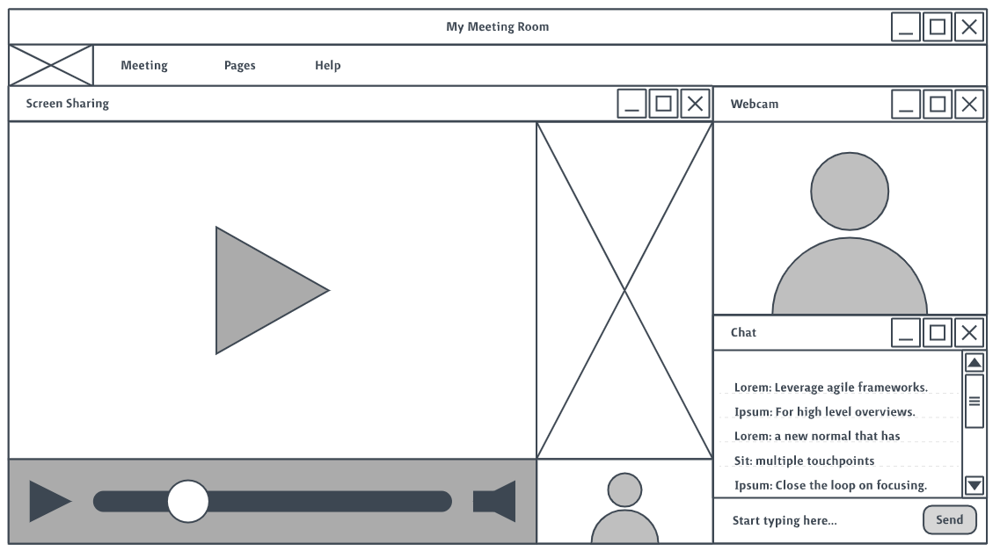 My Meeting Room
Meeting
Pages
Help
Screen Sharing
Webcam
Chat
Lorem: Leverage agile frameworks.
Ipsum: For high level overviews.
Lorem: a new normal that has
Sit: multiple touchpoints
Ipsum: Close the loop on focusing.
Start typing here...
Send